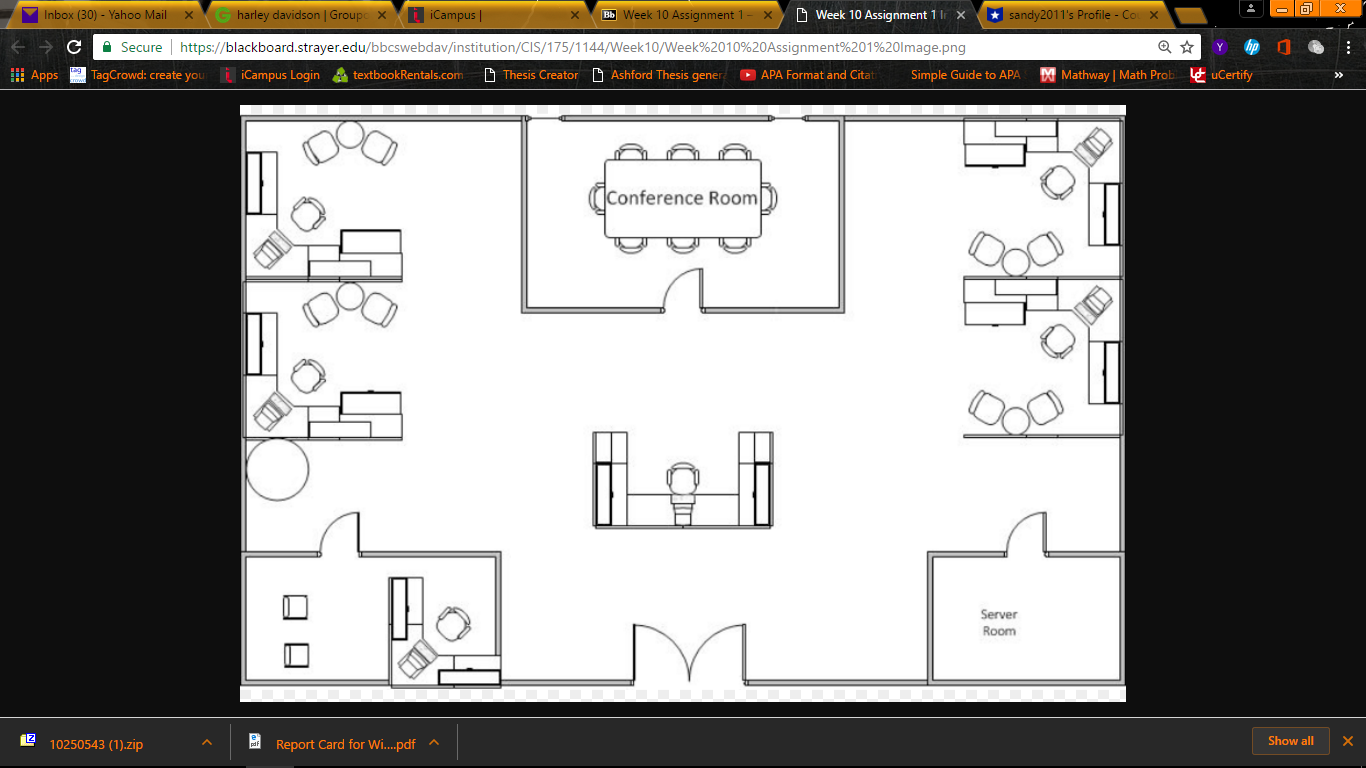 Inbox (30) - Yahoo Mail
harley davidson | Groupo
iCampus |
Week 10 Assignment 1 –
Week 10 Assignment 1 I
sandy2011's Profile - Co
Secure
https://blackboard.strayer.edu/bbcswebdav/institution/CIS/175/1144/Week10/Week%2010%20Assignment%201%20Image.png
Apps
TagCrowd: create you
iCampus Login
textbookRentals.com
Thesis Creator
Ashford Thesis gener
APA Format and Citat
Simple Guide to APA
Mathway | Math Prob
uCertify
»
Conference Room
Server
Room
10250543 (1).zip
Report Card for Wi....pdf
Show all